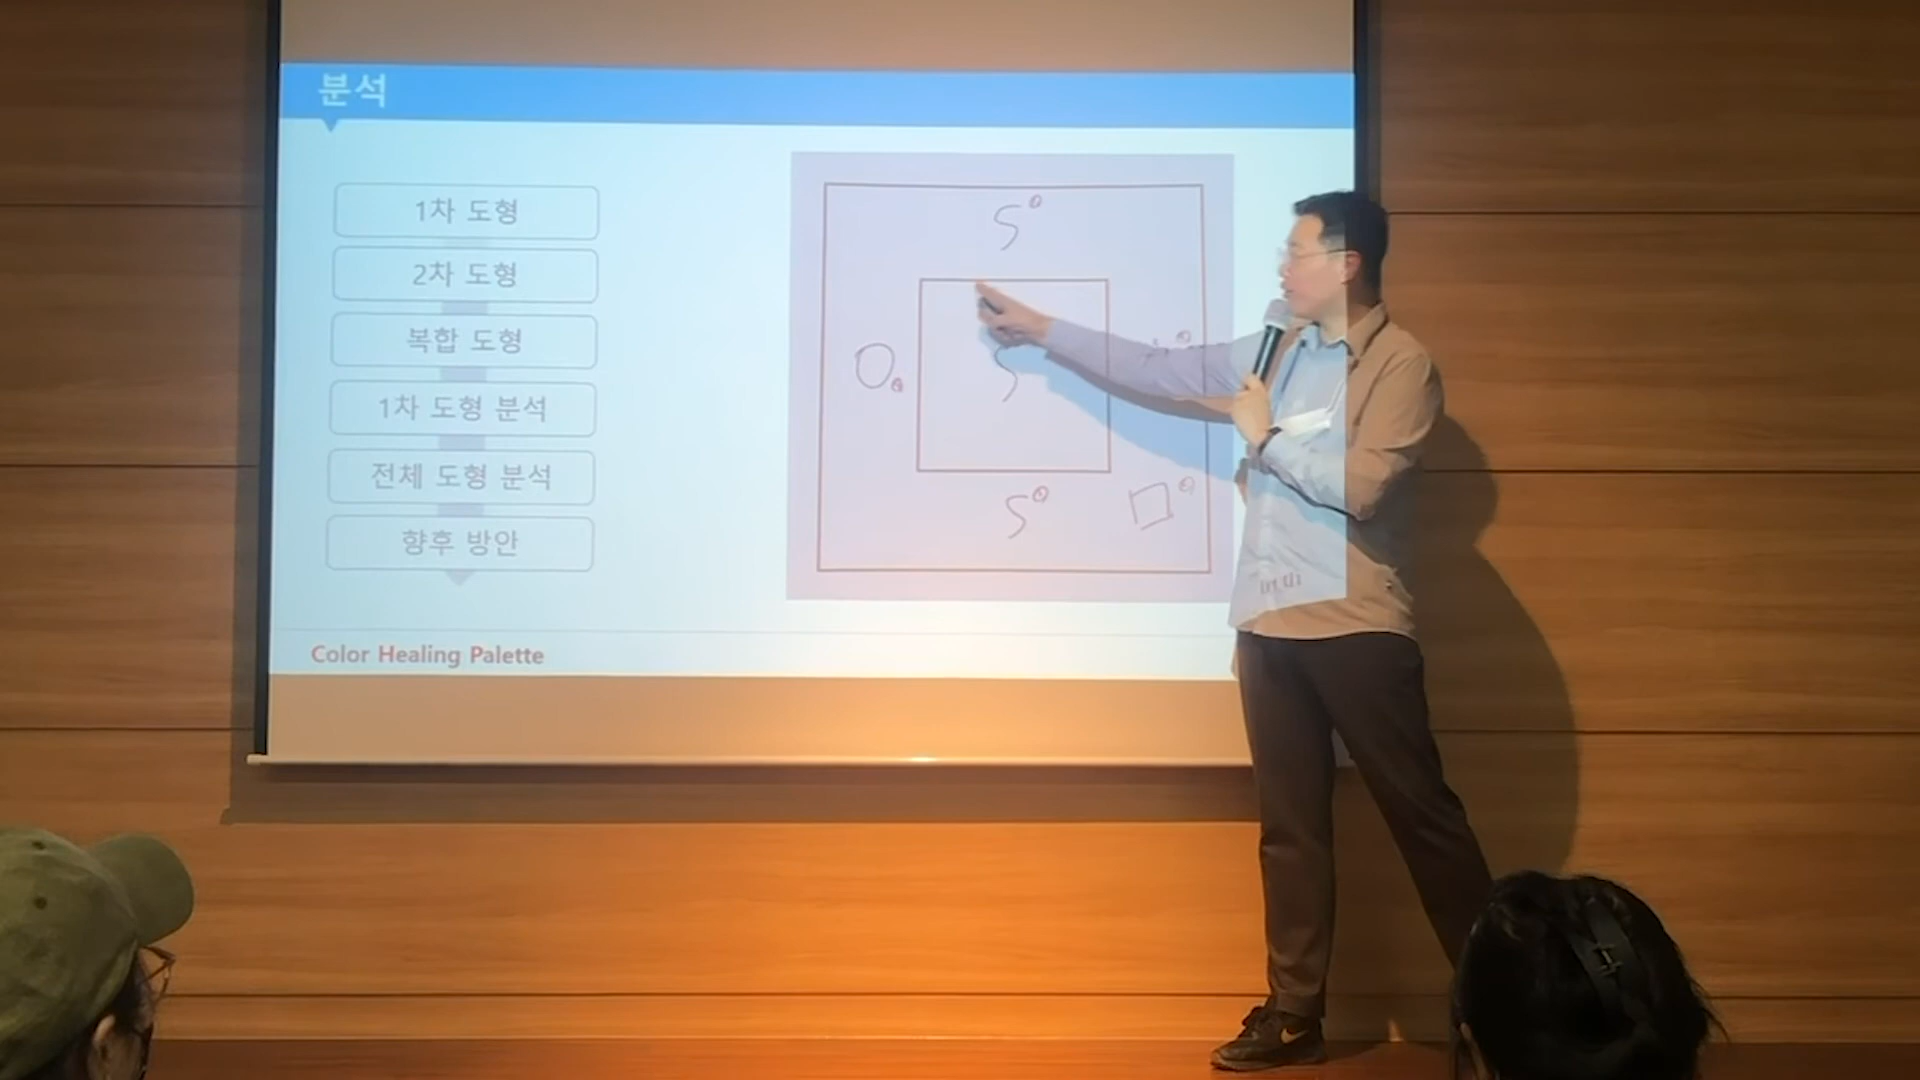 분석
1차 도형
2차 도형
복합 도형
1차 도형 분석
전체 도형 분석
향후 방안
S
O
S
S
Color Healing Palette